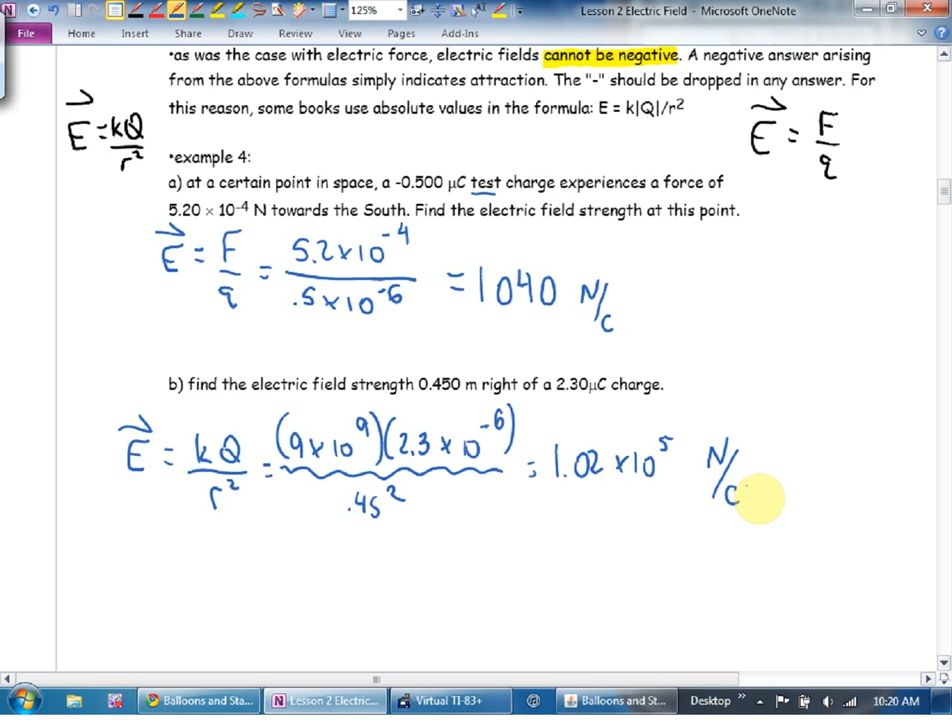 Lesson 2 Electric Field - Microsoft OneNote
125%
File Home Insert Share Draw Review View Pages Add-Ins
•as was the case with electric force, electric fields cannot be negative. A negative answer arising
from the above formulas simply indicates attraction. The "-" should be dropped in any answer. For
this reason, some books use absolute values in the formula: E = k|Q|/r²
E = kQ/r²
E = F/q
•example 4:
a) at a certain point in space, a -0.500 μC test charge experiences a force of
5.20 × 10⁻⁴ N towards the South. Find the electric field strength at this point.
E = F/q = 5.2×10⁻⁴/.5×10⁻⁶ = 1040 N/C
b) find the electric field strength 0.450 m right of a 2.30μC charge.
E = kQ/r² = (9×10⁹)(2.3×10⁻⁶)/.45² = 1.02×10⁵ N/C
Balloons and Sta... Lesson 2 Electric... Virtual TI-83+ Balloons and St... Desktop 10:20 AM